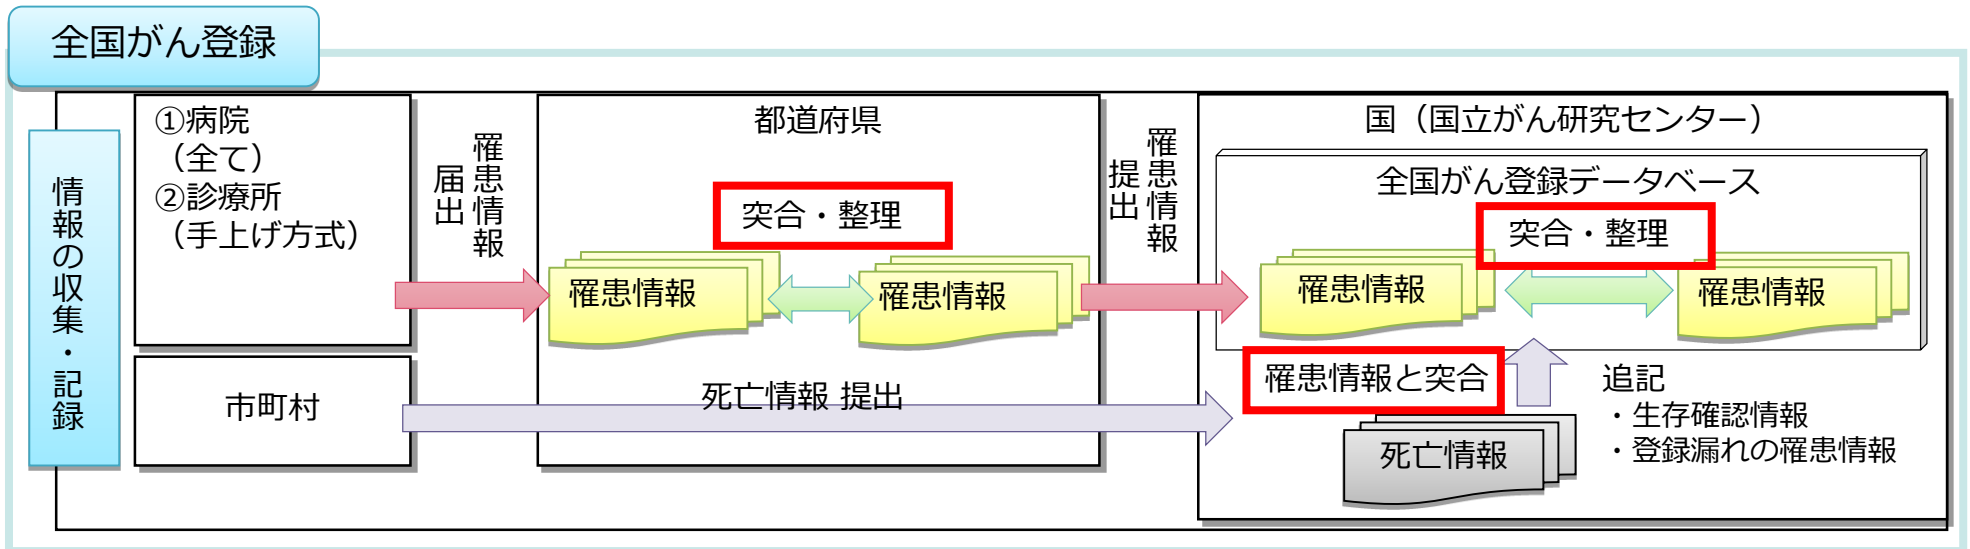 全国がん登録
情報の収集・記録
①病院
（全て）
②診療所
（手上げ方式）
市町村
罹患情報
届出
都道府県
突合・整理
罹患情報
罹患情報
死亡情報 提出
罹患情報
提出
国（国立がん研究センター）
全国がん登録データベース
突合・整理
罹患情報
罹患情報
罹患情報と突合
死亡情報
追記
・生存確認情報
・登録漏れの罹患情報